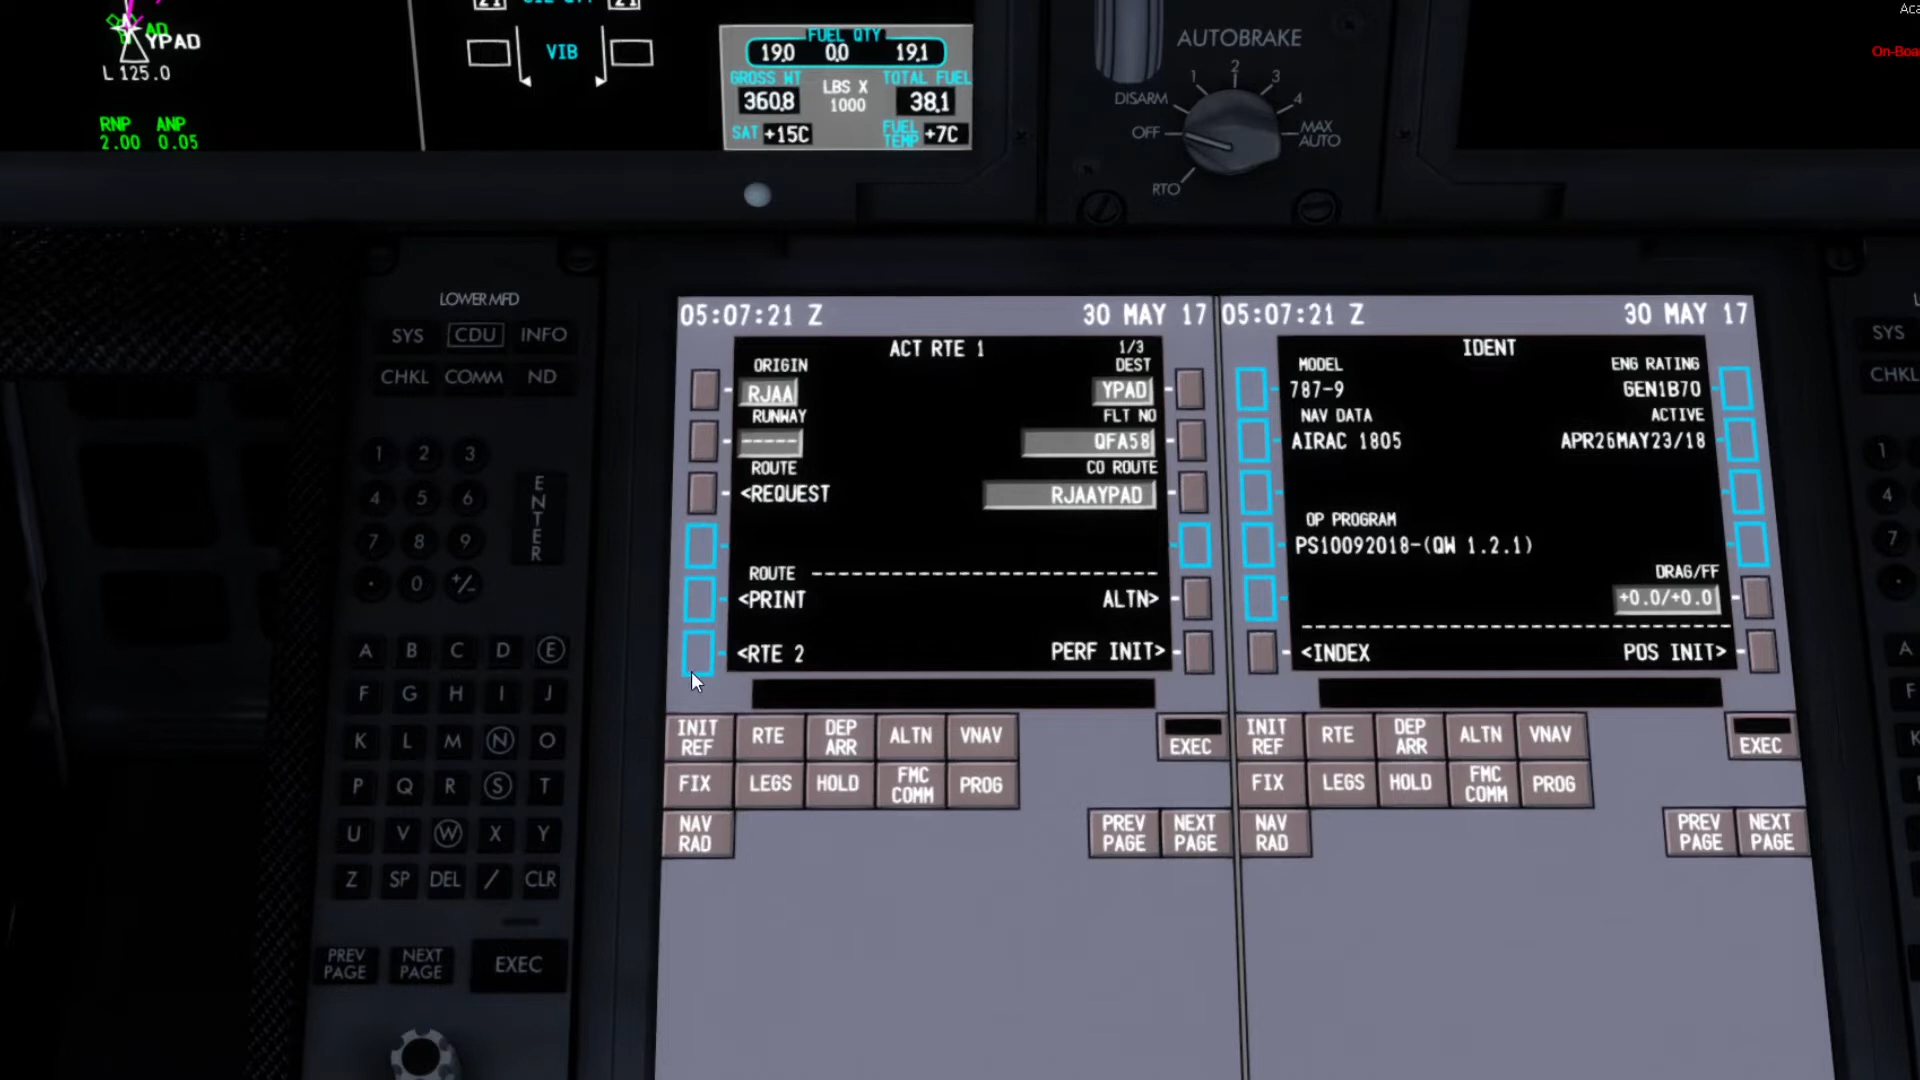 Aca
On-Boa
AD
YPAD
L 125.0
RNP ANP
2.00 0.05
21 OIL QTY 21
VIB
FUEL QTY
19.0 0.0 19.1
GROSS WT TOTAL FUEL
360.8 LBS X 1000 38.1
SAT +15C FUEL TEMP +7C
AUTOBRAKE
DISARM 1 2 3 4
OFF MAX AUTO
RTO
LOWER MFD
SYS CDU INFO
CHKL COMM ND
1 2 3
4 5 6
7 8 9
. 0 +/-
ENTER
A B C D E
F G H I J
K L M N O
P Q R S T
U V W X Y
Z SP DEL / CLR
PREV PAGE NEXT PAGE EXEC
05:07:21 Z 30 MAY 17
ACT RTE 1 1/3
ORIGIN DEST
RJAA YPAD
RUNWAY FLT NO
----- QFA58
ROUTE CO ROUTE
<REQUEST RJAAYPAD
ROUTE --------------------------------
<PRINT ALTN>
<RTE 2 PERF INIT>
INIT REF RTE DEP ARR ALTN VNAV EXEC
FIX LEGS HOLD FMC COMM PROG
NAV RAD PREV PAGE NEXT PAGE
05:07:21 Z 30 MAY 17
IDENT
MODEL ENG RATING
787-9 GEN1B70
NAV DATA ACTIVE
AIRAC 1805 APR26MAY23/18
OP PROGRAM
PS10092018-(QW 1.2.1)
DRAG/FF
+0.0/+0.0
----------------------------------------
<INDEX POS INIT>
INIT REF RTE DEP ARR ALTN VNAV EXEC
FIX LEGS HOLD FMC COMM PROG
NAV RAD PREV PAGE NEXT PAGE
SYS
CHKL
1
4
7
.
A
F
K
P
U